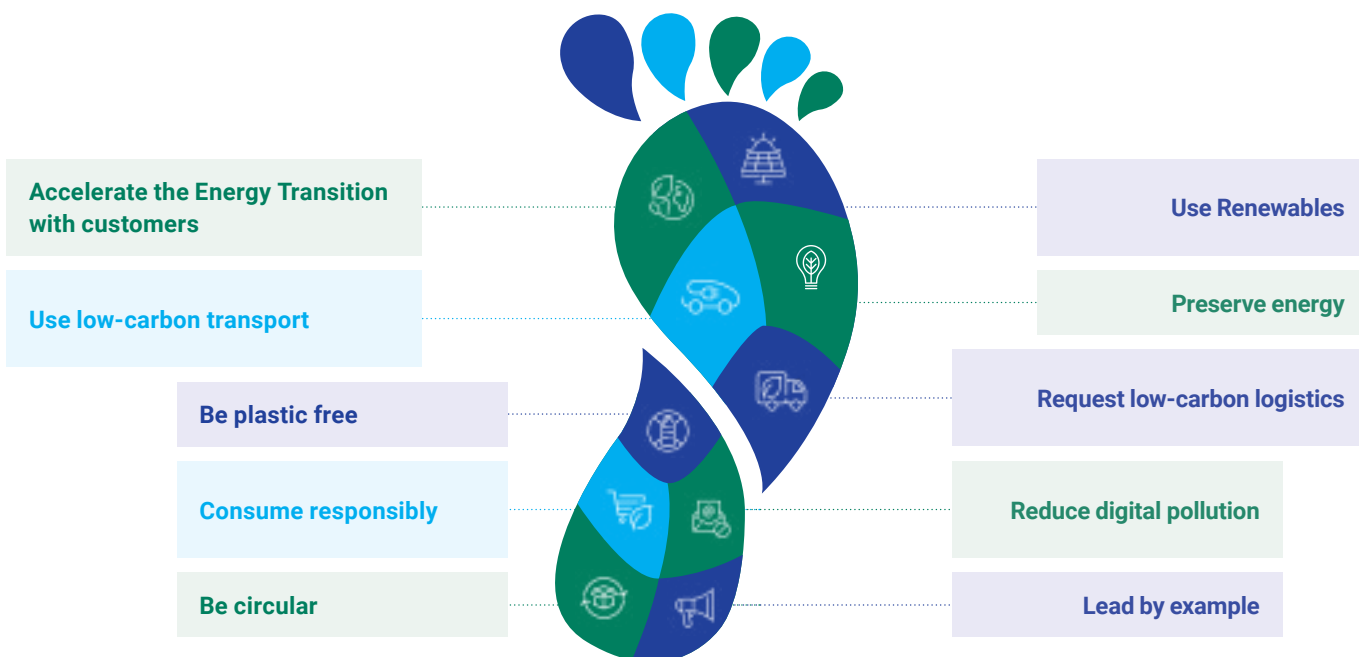 Accelerate the Energy Transition
with customers
Use Renewables
Use low-carbon transport
Preserve energy
Be plastic free
Request low-carbon logistics
Consume responsibly
Reduce digital pollution
Be circular
Lead by example